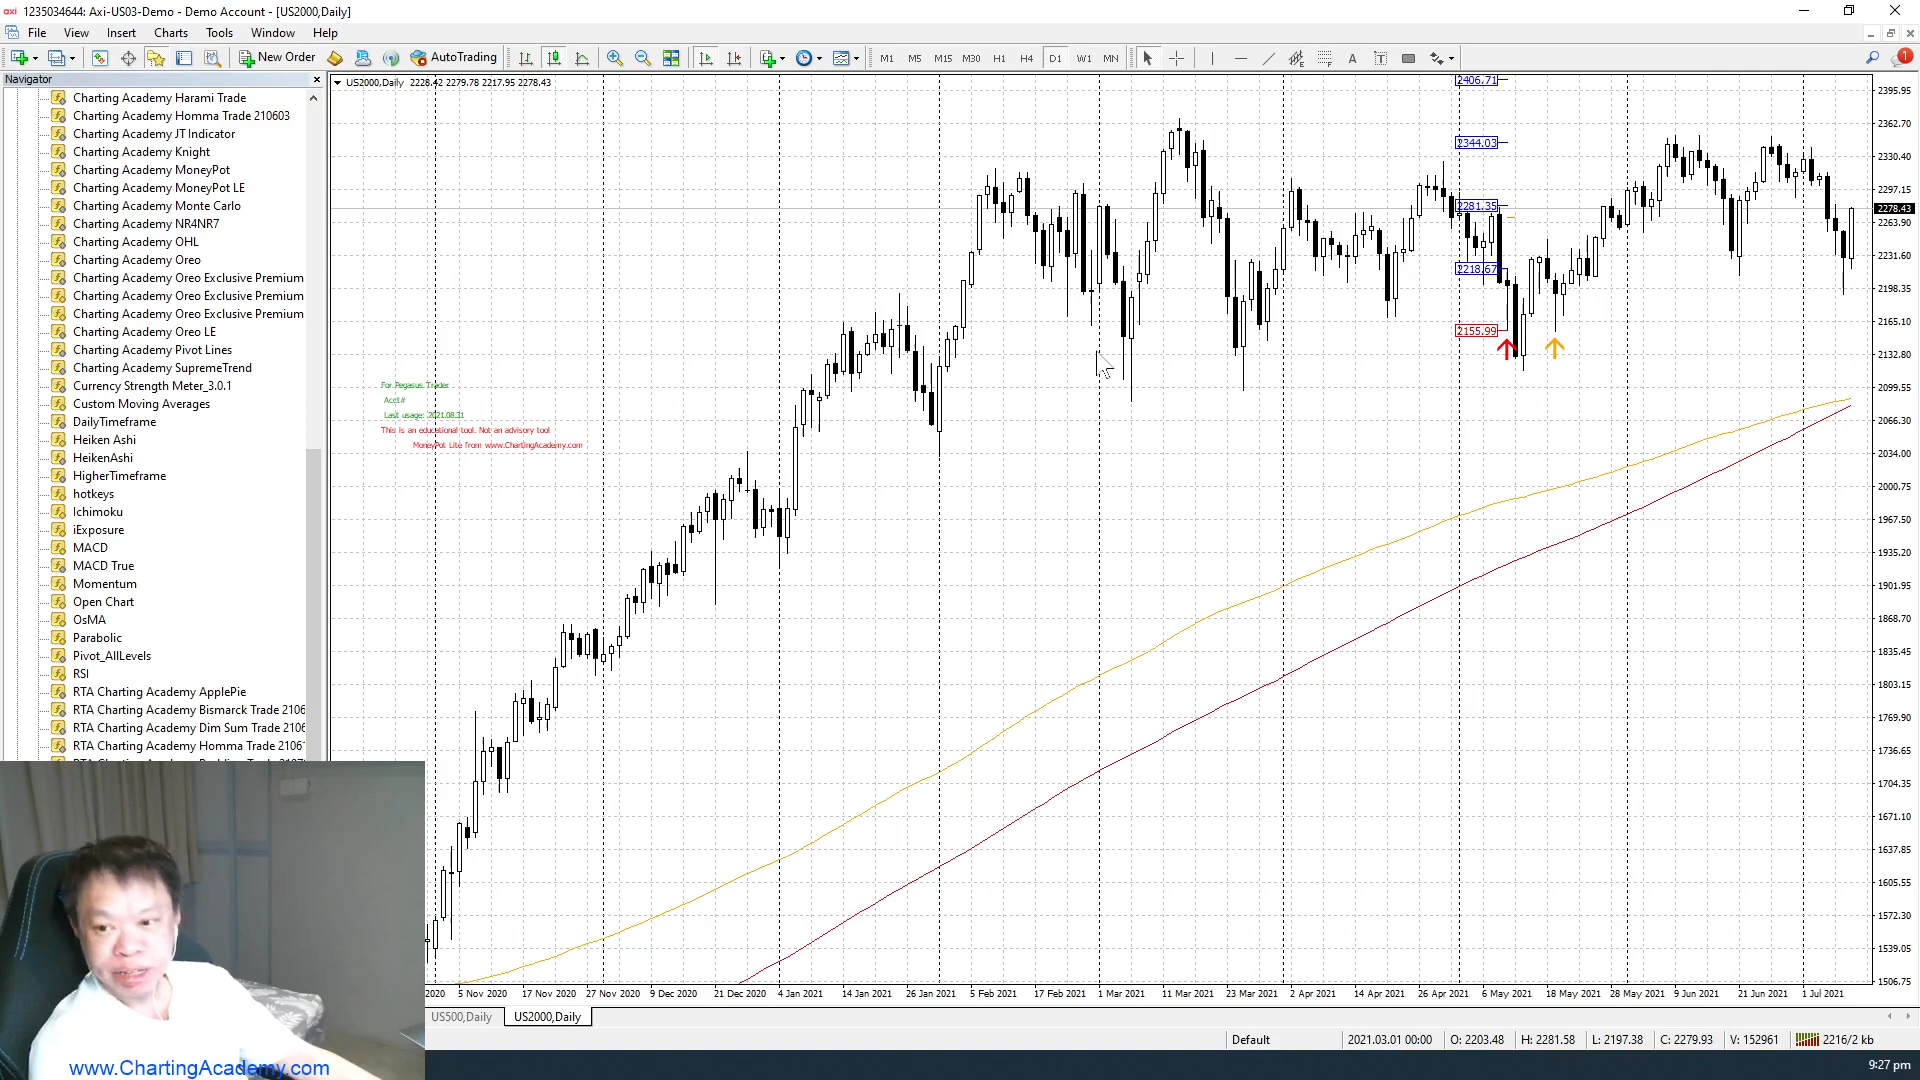 1235034644: Axi-US03-Demo - Demo Account - [US2000,Daily]
File View Insert Charts Tools Window Help
New Order AutoTrading M1 M5 M15 M30 H1 H4 D1 W1 MN A T 1
Navigator
Charting Academy Harami Trade
Charting Academy Homma Trade 210603
Charting Academy JT Indicator
Charting Academy Knight
Charting Academy MoneyPot
Charting Academy MoneyPot LE
Charting Academy Monte Carlo
Charting Academy NR4NR7
Charting Academy OHL
Charting Academy Oreo
Charting Academy Oreo Exclusive Premium
Charting Academy Oreo Exclusive Premium
Charting Academy Oreo Exclusive Premium
Charting Academy Oreo LE
Charting Academy Pivot Lines
Charting Academy SupremeTrend
Currency Strength Meter_3.0.1
Custom Moving Averages
DailyTimeframe
Heiken Ashi
HeikenAshi
HigherTimeframe
hotkeys
Ichimoku
iExposure
MACD
MACD True
Momentum
Open Chart
OsMA
Parabolic
Pivot_AllLevels
RSI
RTA Charting Academy ApplePie
RTA Charting Academy Bismarck Trade 2106
RTA Charting Academy Dim Sum Trade 2106
RTA Charting Academy Homma Trade 2106
US2000,Daily 2228.42 2279.78 2217.95 2278.43
For Pegasus Trader
Acct#
Last usage: 2021.08.31
This is an educational tool. Not an advisory tool
MoneyPot Lite from www.ChartingAcademy.com
2406.71
2344.03
2281.35
2218.67
2155.99
2395.95
2362.70
2330.40
2297.15
2278.43
2263.90
2231.60
2198.35
2165.10
2132.80
2099.55
2066.30
2034.00
2000.75
1967.50
1935.20
1901.95
1868.70
1835.45
1803.15
1769.90
1736.65
1704.35
1671.10
1637.85
1605.55
1572.30
1539.05
1506.75
2020 5 Nov 2020 17 Nov 2020 27 Nov 2020 9 Dec 2020 21 Dec 2020 4 Jan 2021 14 Jan 2021 26 Jan 2021 5 Feb 2021 17 Feb 2021 1 Mar 2021 11 Mar 2021 23 Mar 2021 2 Apr 2021 14 Apr 2021 26 Apr 2021 6 May 2021 18 May 2021 28 May 2021 9 Jun 2021 21 Jun 2021 1 Jul 2021
US500,Daily US2000,Daily
Default 2021.03.01 00:00 O: 2203.48 H: 2281.58 L: 2197.38 C: 2279.93 V: 152961 2216/2 kb
www.ChartingAcademy.com
9:27 pm